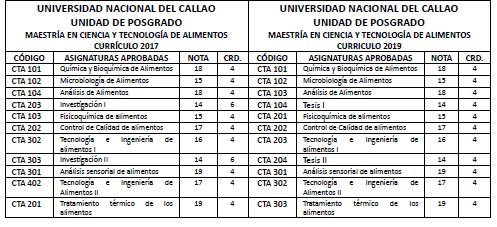 UNIVERSIDAD NACIONAL DEL CALLAO
UNIDAD DE POSGRADO
MAESTRÍA EN CIENCIA Y TECNOLOGÍA DE ALIMENTOS
CURRÍCULO 2017
CÓDIGO ASIGNATURAS APROBADAS NOTA CRD.
CTA 101 Química y Bioquímica de Alimentos 18 4
CTA 102 Microbiología de Alimentos 15 4
CTA 104 Análisis de Alimentos 18 4
CTA 203 Investigación I 14 6
CTA 103 Fisicoquímica de alimentos 15 4
CTA 202 Control de Calidad de alimentos 17 4
CTA 302 Tecnología e Ingeniería de 16 4
alimentos I
CTA 303 Investigación II 14 6
CTA 301 Análisis sensorial de alimentos 19 4
CTA 402 Tecnología e Ingeniería de 17 4
Alimentos II
CTA 201 Tratamiento térmico de los 19 4
alimentos
UNIVERSIDAD NACIONAL DEL CALLAO
UNIDAD DE POSGRADO
MAESTRÍA EN CIENCIA Y TECNOLOGÍA DE ALIMENTOS
CURRICULO 2019
CÓDIGO ASIGNATURAS APROBADAS NOTA CRD.
CTA 101 Química y Bioquímica de Alimentos 18 4
CTA 102 Microbiología de Alimentos 15 4
CTA 103 Análisis de Alimentos 18 4
CTA 104 Tesis I 14 4
CTA 201 Fisicoquímica de alimentos 15 4
CTA 202 Control de Calidad de alimentos 17 4
CTA 203 Tecnología e Ingeniería de 16 4
alimentos I
CTA 204 Tesis II 14 4
CTA 301 Análisis sensorial de alimentos 19 4
CTA 302 Tecnología e Ingeniería de 17 4
Alimentos II
CTA 303 Tratamiento térmico de los 19 4
alimentos